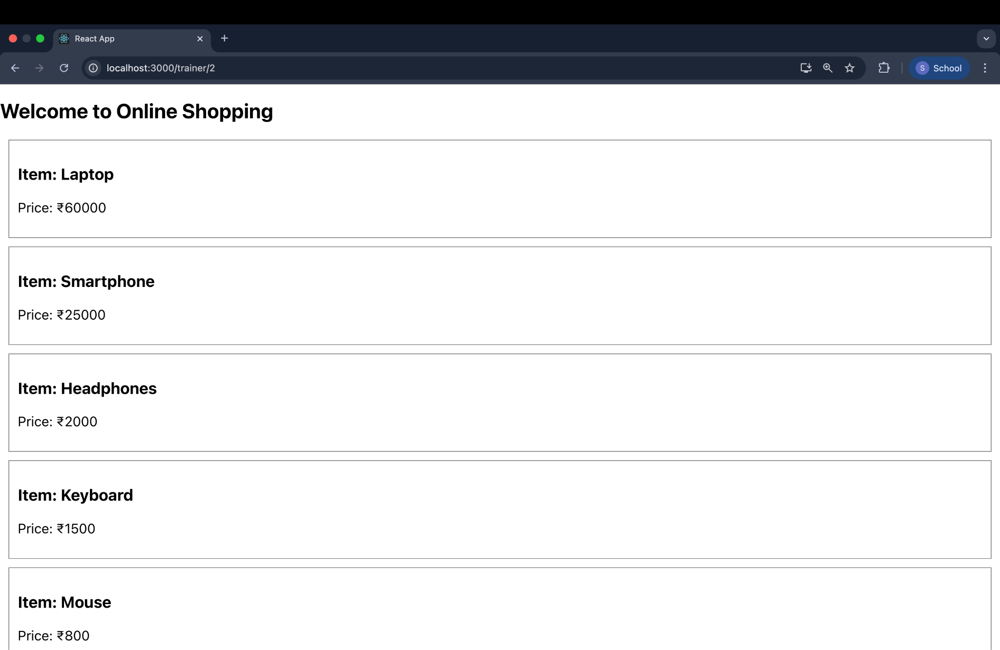 React App
localhost:3000/trainer/2
S School
Welcome to Online Shopping
Item: Laptop
Price: ₹60000
Item: Smartphone
Price: ₹25000
Item: Headphones
Price: ₹2000
Item: Keyboard
Price: ₹1500
Item: Mouse
Price: ₹800